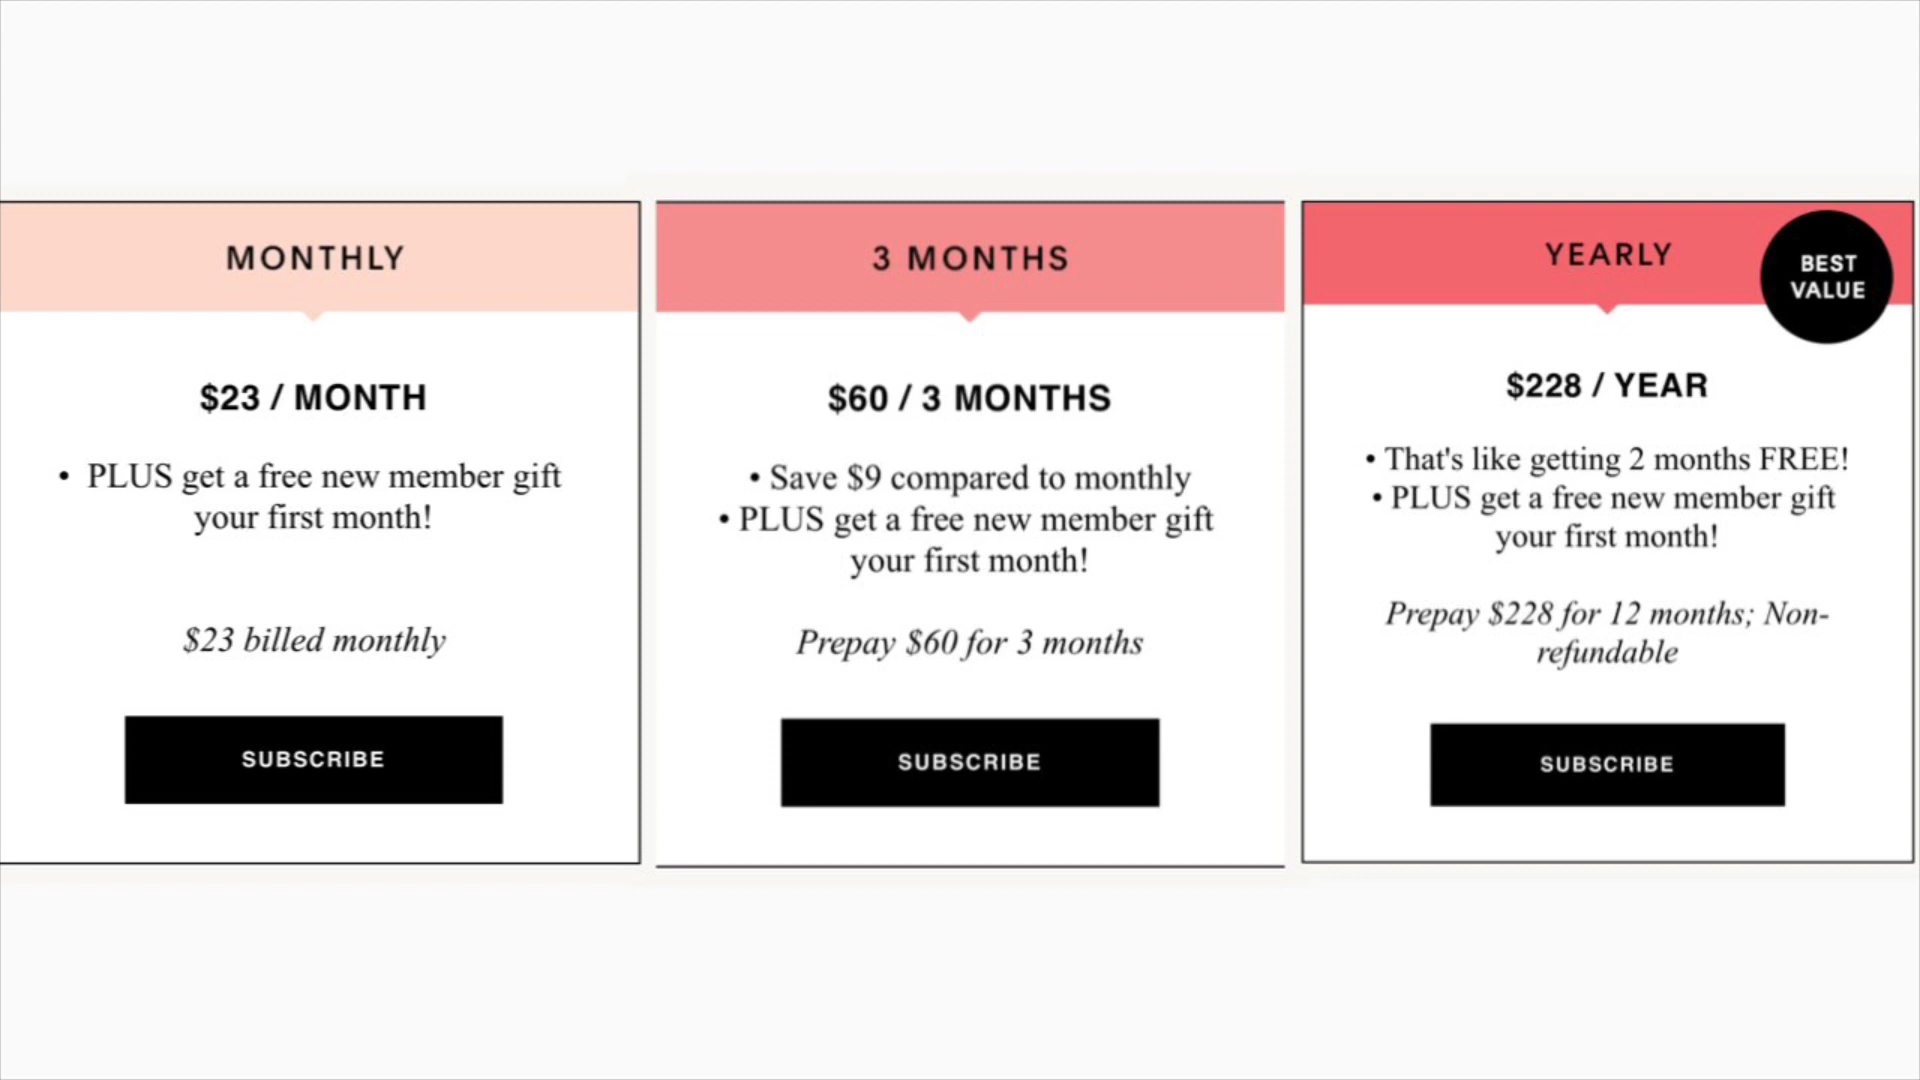 MONTHLY
$23 / MONTH
• PLUS get a free new member gift
your first month!
$23 billed monthly
SUBSCRIBE
3 MONTHS
$60 / 3 MONTHS
• Save $9 compared to monthly
• PLUS get a free new member gift
your first month!
Prepay $60 for 3 months
SUBSCRIBE
YEARLY
BEST
VALUE
$228 / YEAR
• That's like getting 2 months FREE!
• PLUS get a free new member gift
your first month!
Prepay $228 for 12 months; Non-
refundable
SUBSCRIBE